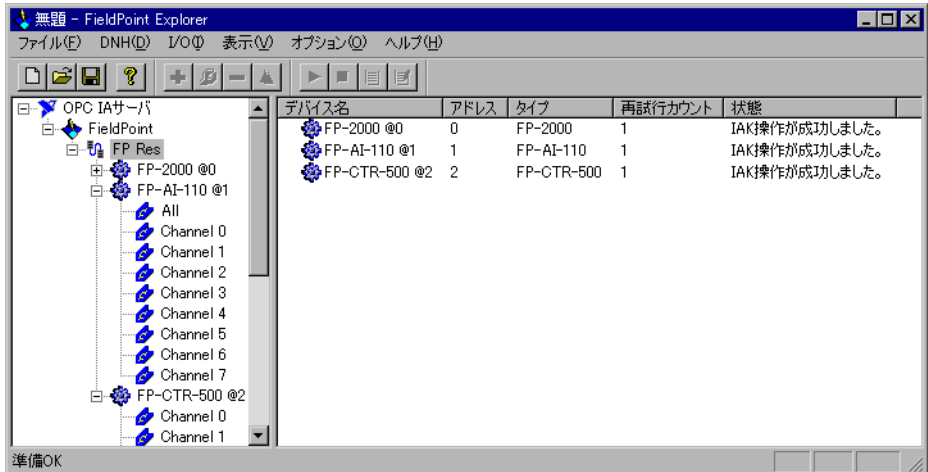 無題 - FieldPoint Explorer
ファイル(F) DNH(D) I/O(I) 表示(V) オプション(O) ヘルプ(H)
OPC IAサーバ
FieldPoint
FP Res
FP-2000 @0
FP-AI-110 @1
All
Channel 0
Channel 1
Channel 2
Channel 3
Channel 4
Channel 5
Channel 6
Channel 7
FP-CTR-500 @2
Channel 0
Channel 1
デバイス名 アドレス タイプ 再試行カウント 状態
FP-2000 @0 0 FP-2000 1 IAK操作が成功しました。
FP-AI-110 @1 1 FP-AI-110 1 IAK操作が成功しました。
FP-CTR-500 @2 2 FP-CTR-500 1 IAK操作が成功しました。
準備OK